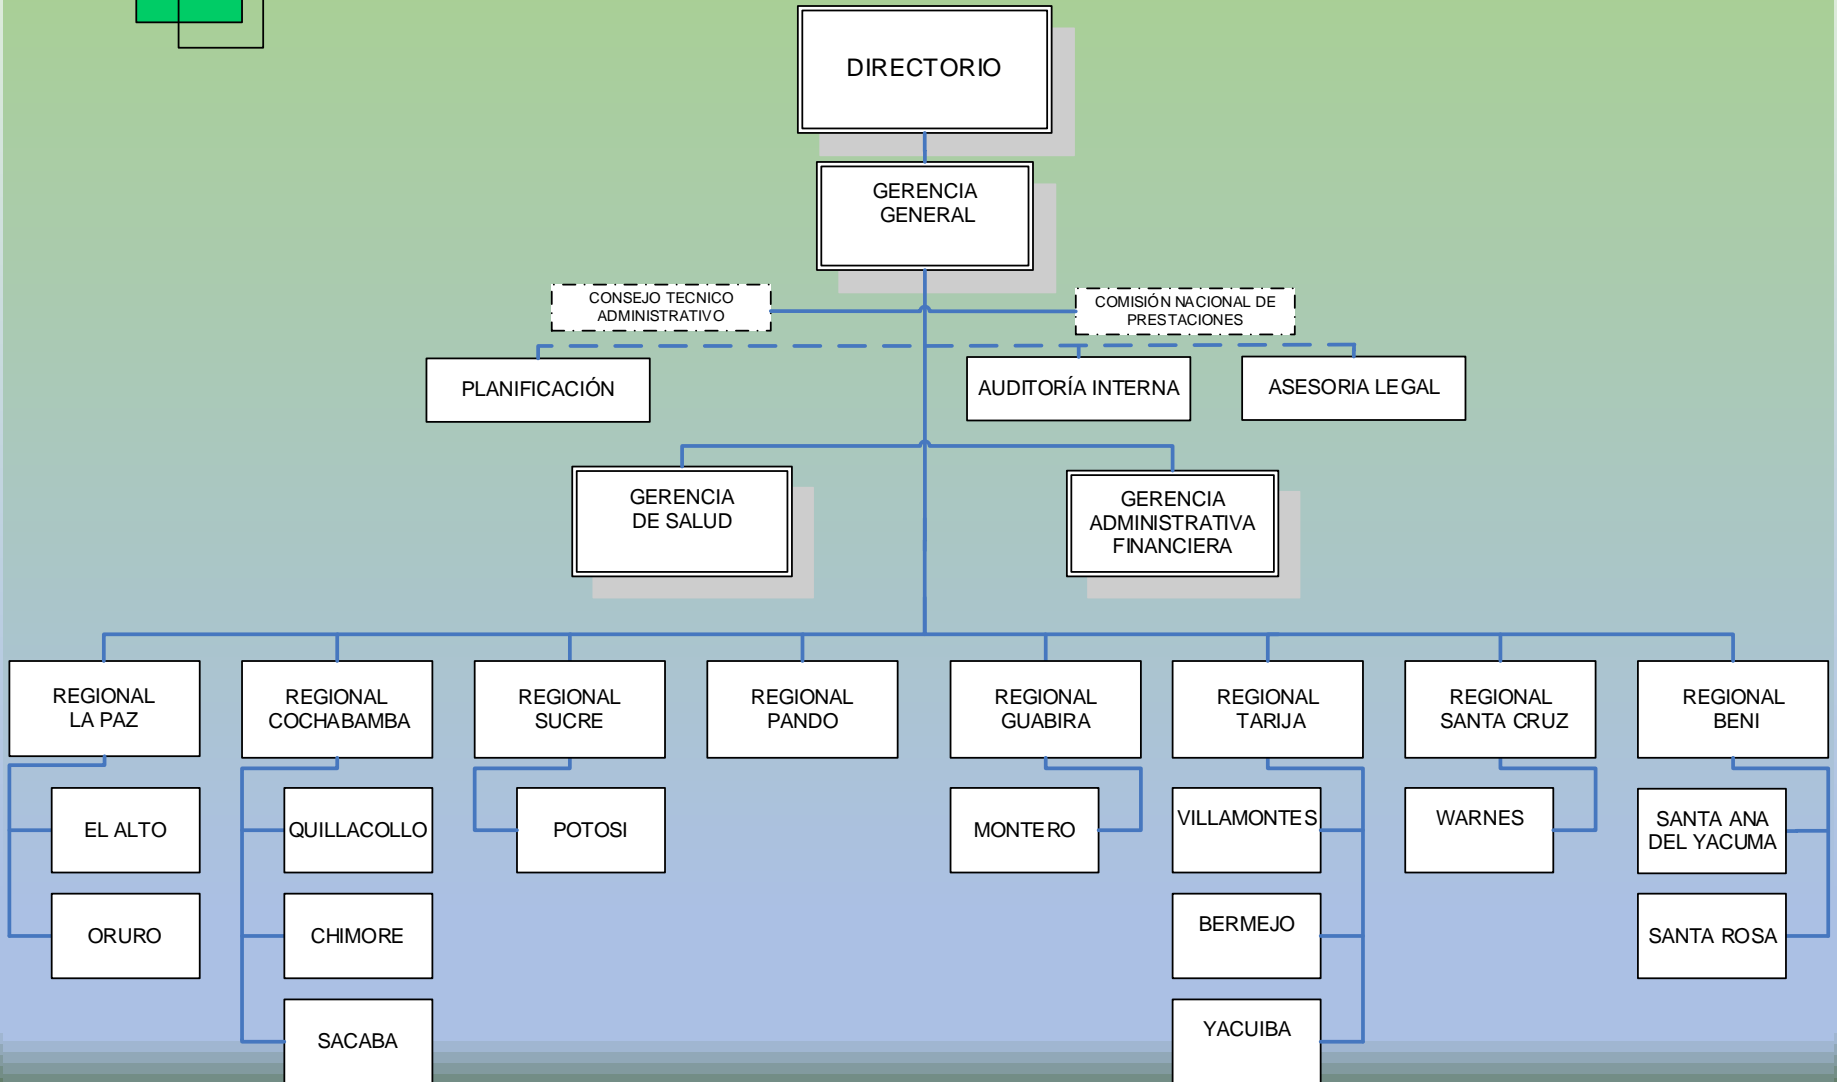 DIRECTORIO
GERENCIA
GENERAL
CONSEJO TECNICO
ADMINISTRATIVO
COMISIÓN NACIONAL DE
PRESTACIONES
PLANIFICACIÓN
AUDITORÍA INTERNA
ASESORIA LEGAL
GERENCIA
DE SALUD
GERENCIA
ADMINISTRATIVA
FINANCIERA
REGIONAL
LA PAZ
REGIONAL
COCHABAMBA
REGIONAL
SUCRE
REGIONAL
PANDO
REGIONAL
GUABIRA
REGIONAL
TARIJA
REGIONAL
SANTA CRUZ
REGIONAL
BENI
EL ALTO
QUILLACOLLO
POTOSI
MONTERO
VILLAMONTES
WARNES
SANTA ANA
DEL YACUMA
ORURO
CHIMORE
BERMEJO
SANTA ROSA
SACABA
YACUIBA